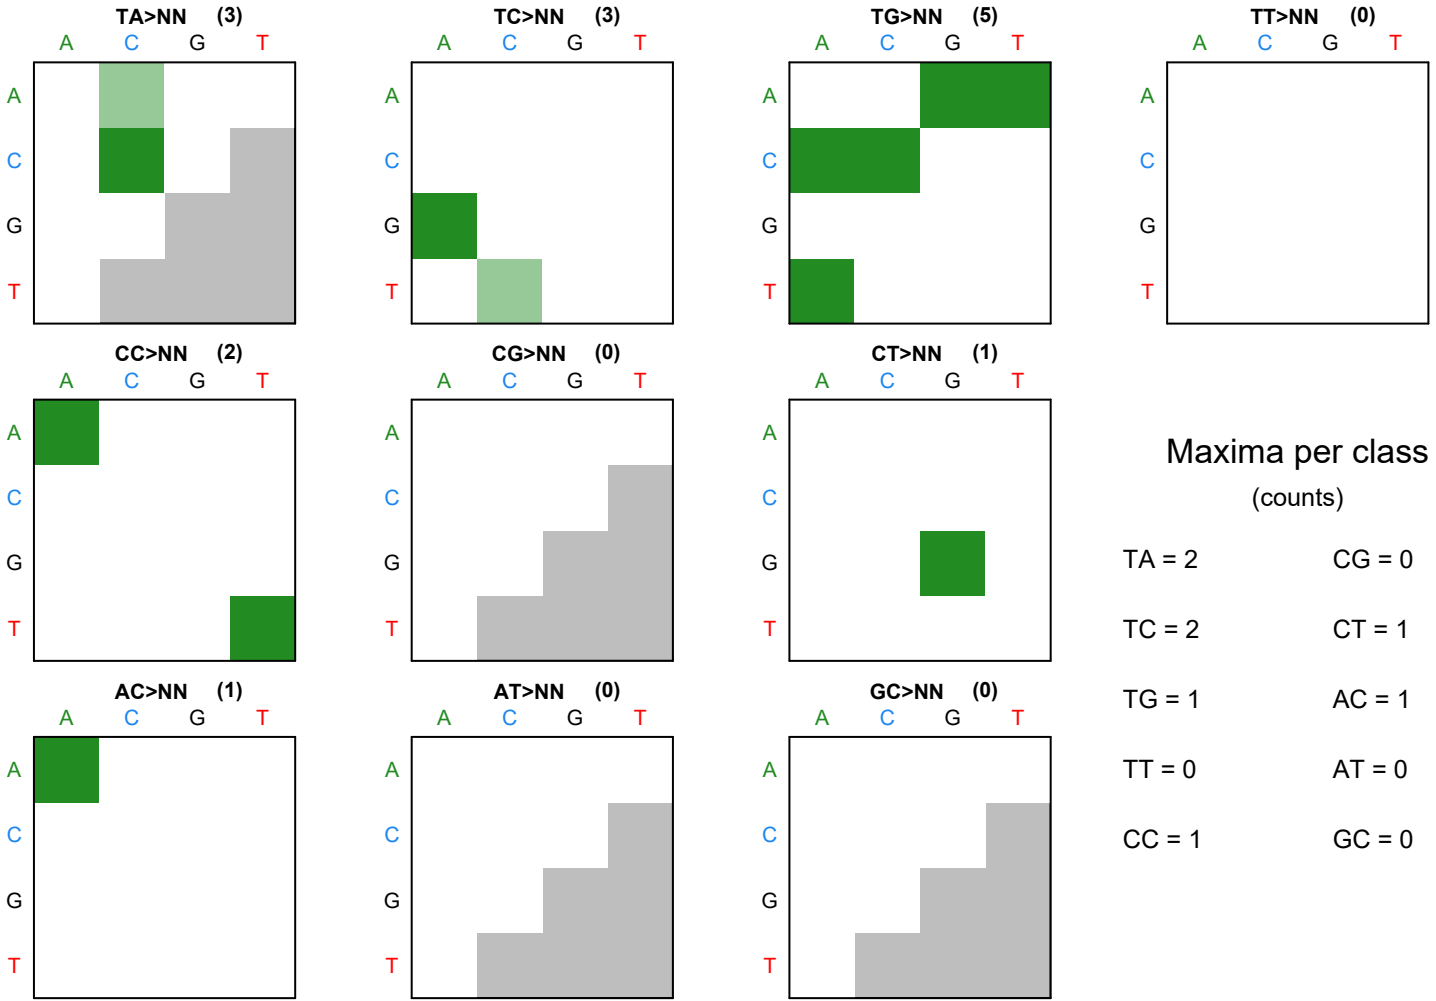 TA>NN (3) TC>NN (3) TG>NN (5) TT>NN (0)
A C G T A C G T A C G T A C G T
A A A A
C C C C
G G G G
T T T T
CC>NN (2) CG>NN (0) CT>NN (1)
A C G T A C G T A C G T
A A A
C C C
G G G
T T T
AC>NN (1) AT>NN (0) GC>NN (0)
A C G T A C G T A C G T
A A A
C C C
G G G
T T T
Maxima per class
(counts)
TA = 2 CG = 0
TC = 2 CT = 1
TG = 1 AC = 1
TT = 0 AT = 0
CC = 1 GC = 0